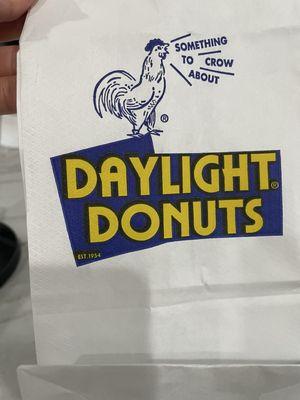 SOMETHING
TO CROW
ABOUT
®
DAYLIGHT®
DONUTS
EST. 1954